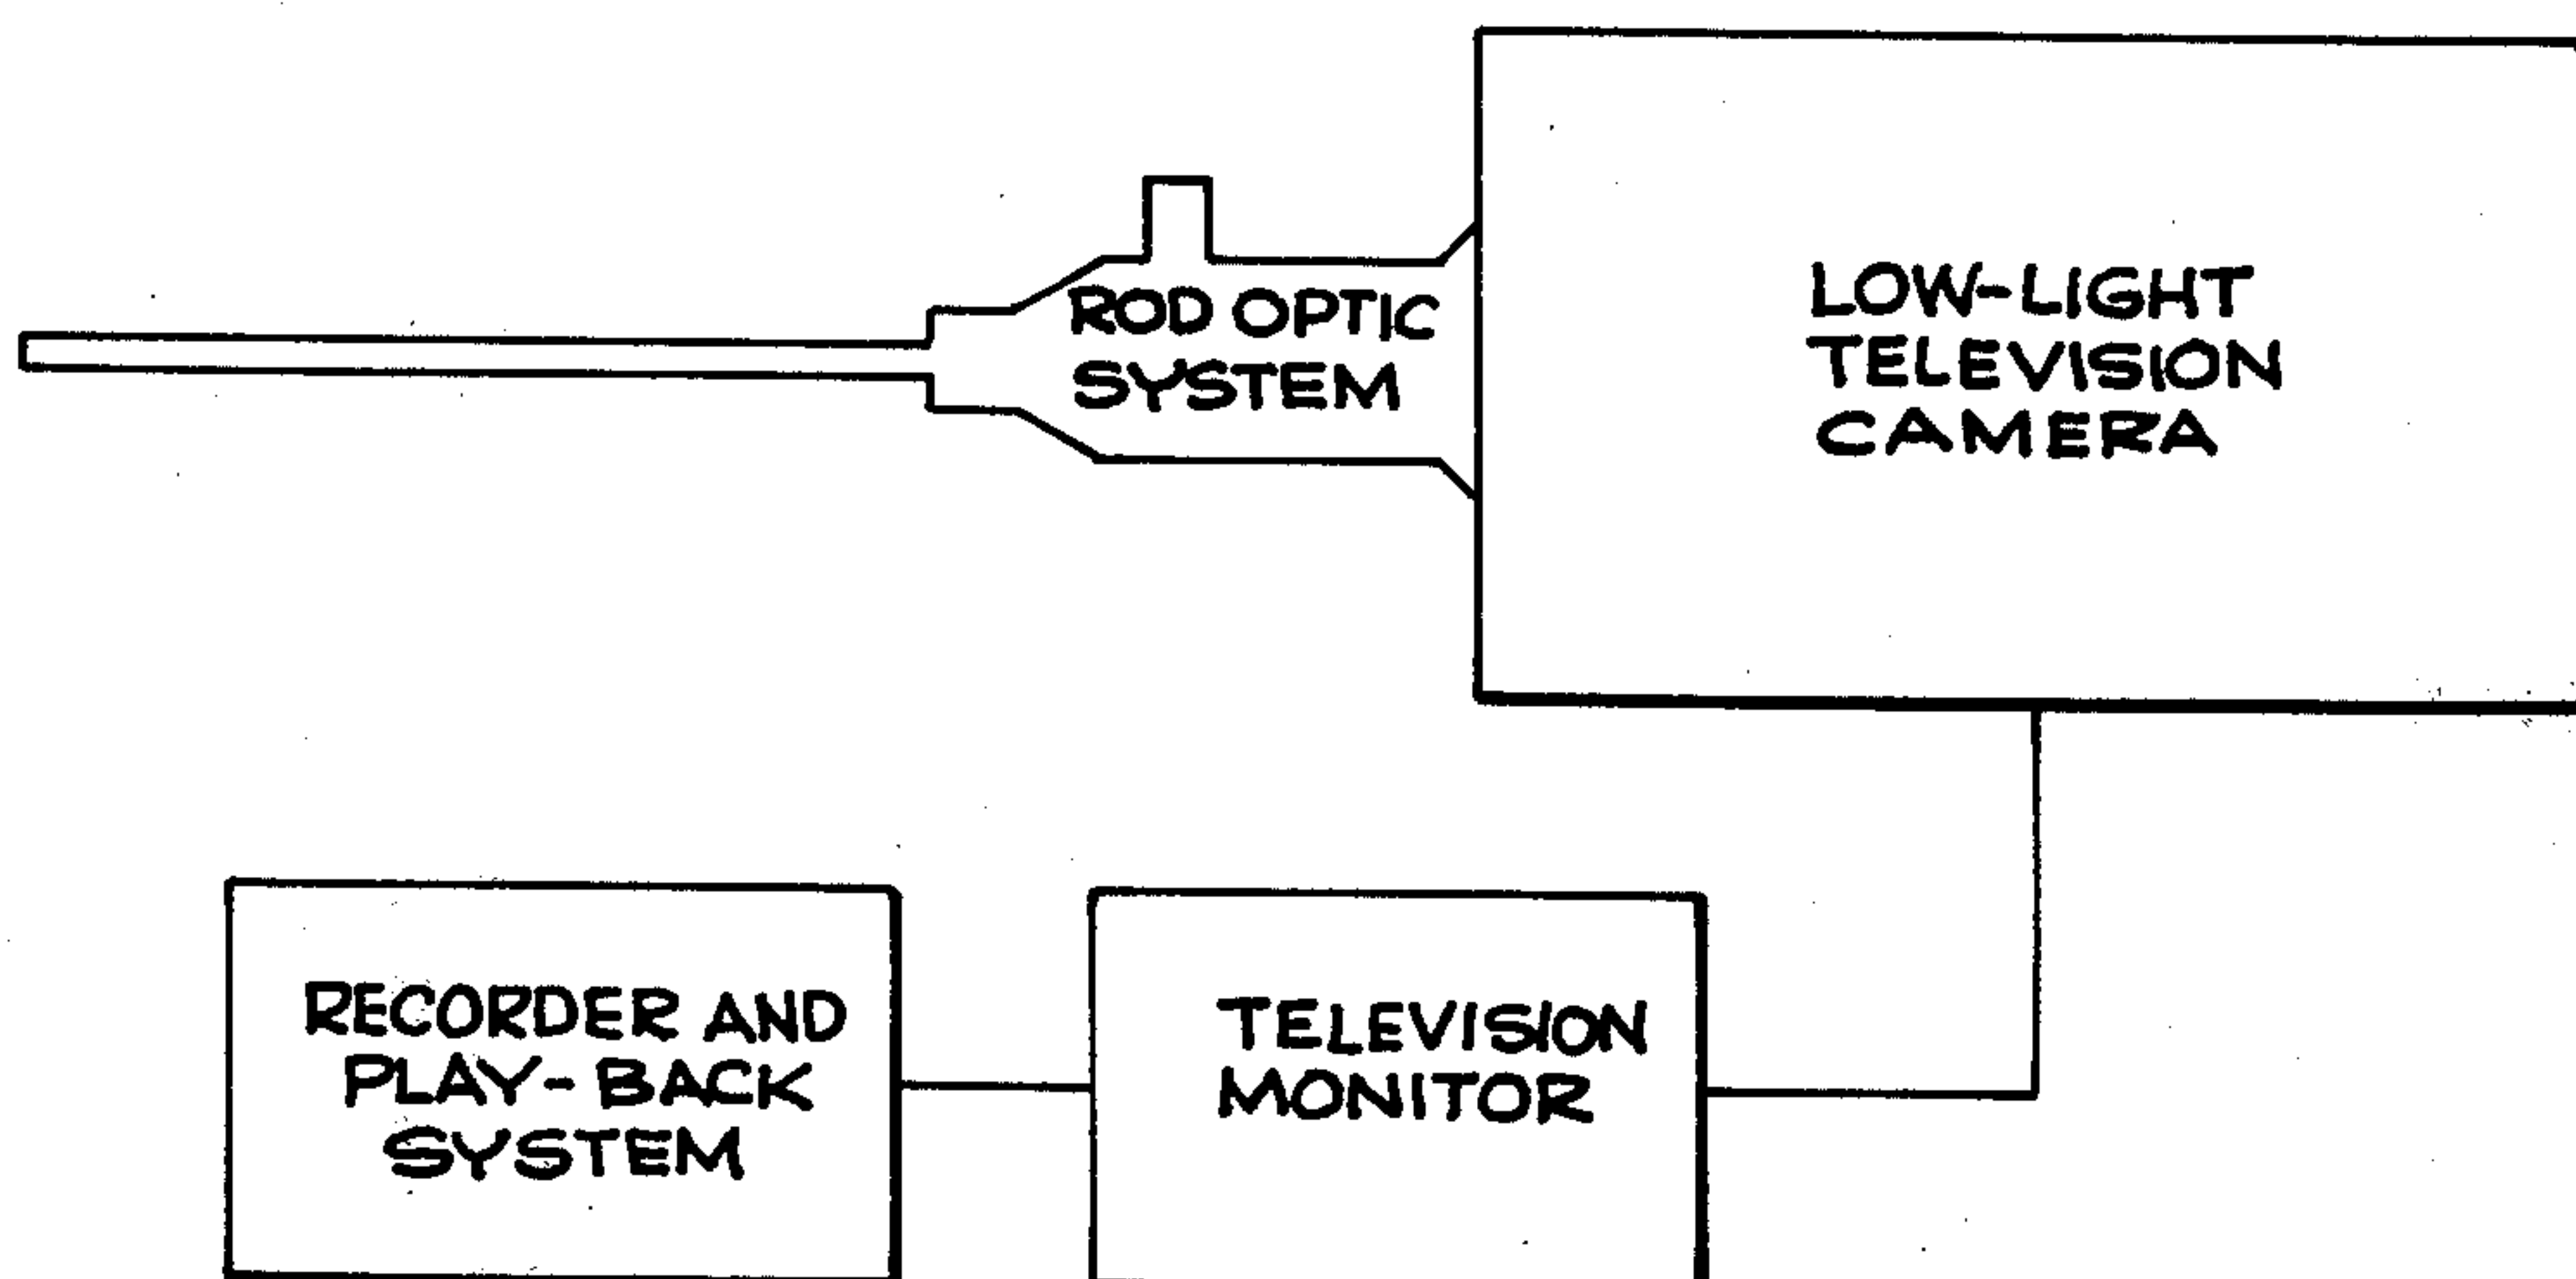 ROD OPTIC
SYSTEM
LOW-LIGHT
TELEVISION
CAMERA
RECORDER AND
PLAY-BACK
SYSTEM
TELEVISION
MONITOR